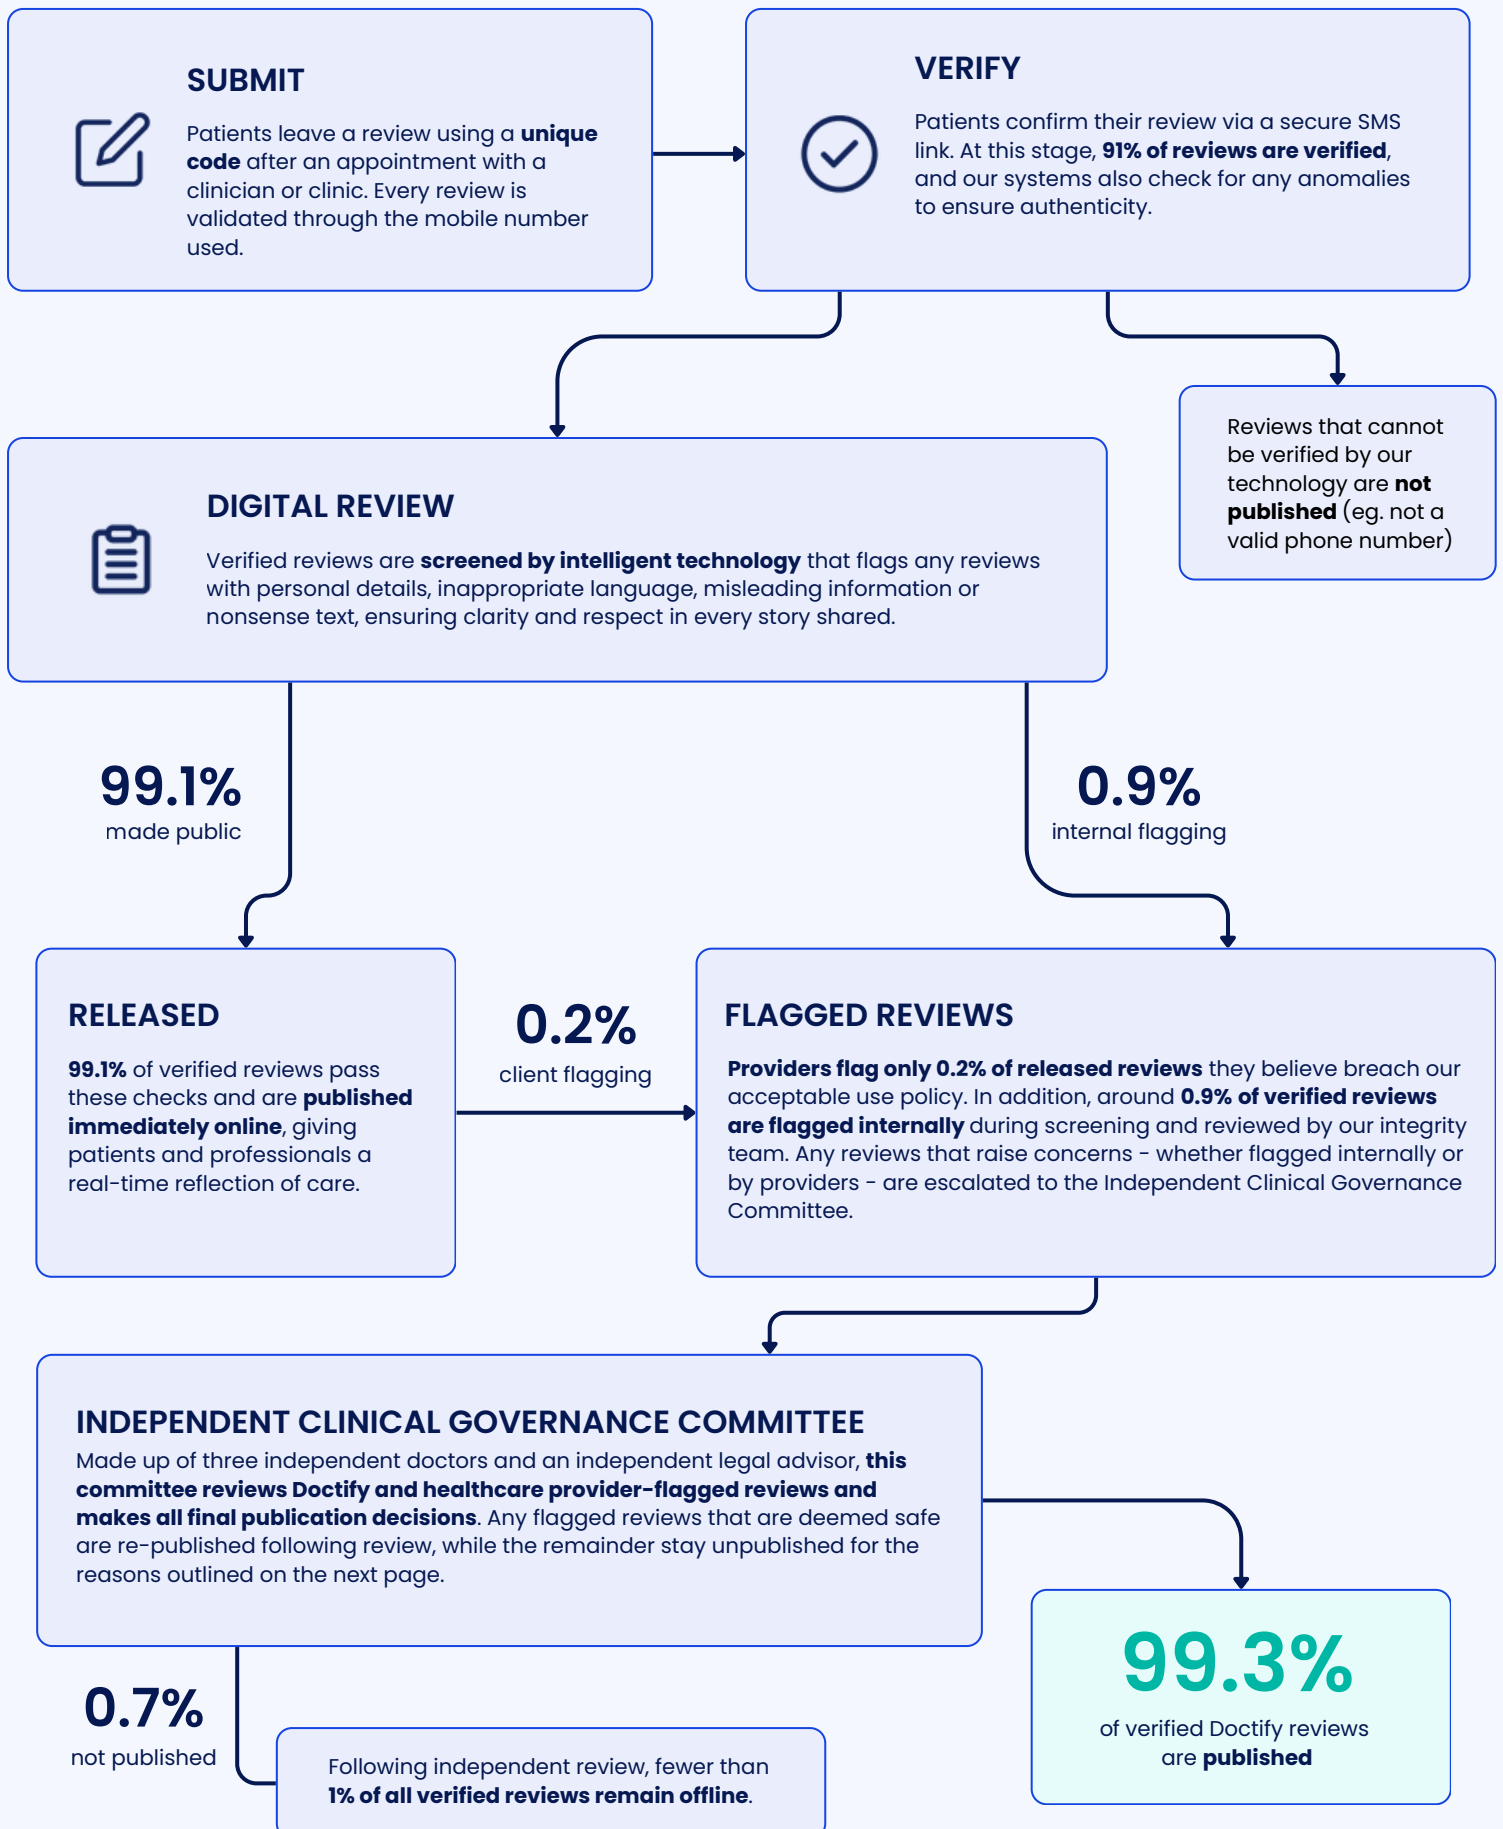 SUBMIT
Patients leave a review using a unique
code after an appointment with a
clinician or clinic. Every review is
validated through the mobile number
used.
VERIFY
Patients confirm their review via a secure SMS
link. At this stage, 91% of reviews are verified,
and our systems also check for any anomalies
to ensure authenticity.
Reviews that cannot
be verified by our
technology are not
published (eg. not a
valid phone number)
DIGITAL REVIEW
Verified reviews are screened by intelligent technology that flags any reviews
with personal details, inappropriate language, misleading information or
nonsense text, ensuring clarity and respect in every story shared.
99.1%
made public
0.9%
internal flagging
RELEASED
99.1% of verified reviews pass
these checks and are published
immediately online, giving
patients and professionals a
real-time reflection of care.
0.2%
client flagging
FLAGGED REVIEWS
Providers flag only 0.2% of released reviews they believe breach our
acceptable use policy. In addition, around 0.9% of verified reviews
are flagged internally during screening and reviewed by our integrity
team. Any reviews that raise concerns - whether flagged internally or
by providers - are escalated to the Independent Clinical Governance
Committee.
INDEPENDENT CLINICAL GOVERNANCE COMMITTEE
Made up of three independent doctors and an independent legal advisor, this
committee reviews Doctify and healthcare provider-flagged reviews and
makes all final publication decisions. Any flagged reviews that are deemed safe
are re-published following review, while the remainder stay unpublished for the
reasons outlined on the next page.
99.3%
of verified Doctify reviews
are published
0.7%
not published
Following independent review, fewer than
1% of all verified reviews remain offline.